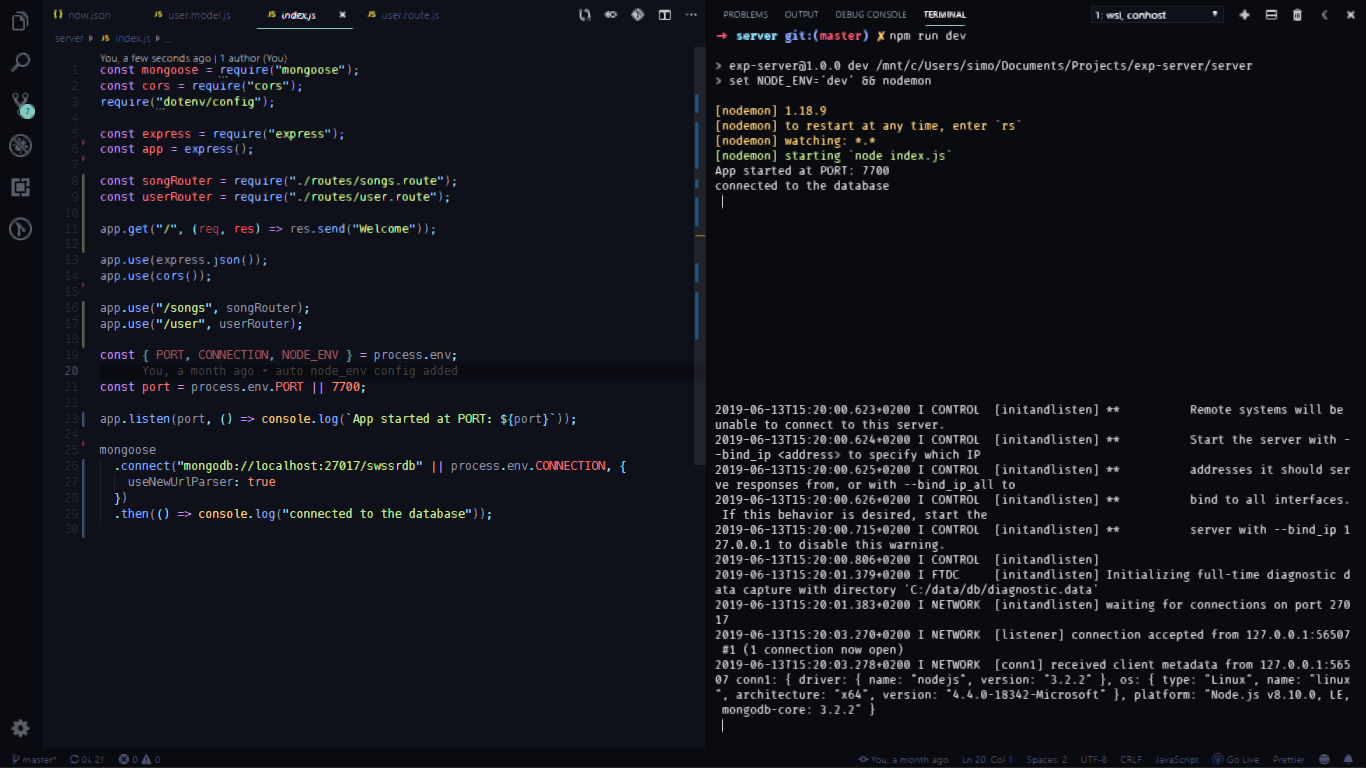 now.json
user.model.js
index.js
user.route.js
server
index.js
...
You, a few seconds ago | 1 author (You)
1 const mongoose = require("mongoose");
2 const cors = require("cors");
3 require("dotenv/config");
4
5 const express = require("express");
6 const app = express();
7
8 const songRouter = require("./routes/songs.route");
9 const userRouter = require("./routes/user.route");
10
11 app.get("/", (req, res) => res.send("Welcome"));
12
13 app.use(express.json());
14 app.use(cors());
15
16 app.use("/songs", songRouter);
17 app.use("/user", userRouter);
18
19 const { PORT, CONNECTION, NODE_ENV } = process.env;
20 You, a month ago • auto node_env config added
21 const port = process.env.PORT || 7700;
22
23 app.listen(port, () => console.log(`App started at PORT: ${port}`));
24
25 mongoose
26 .connect("mongodb://localhost:27017/swssrdb" || process.env.CONNECTION, {
27 useNewUrlParser: true
28 })
29 .then(() => console.log("connected to the database"));
30
7
PROBLEMS OUTPUT DEBUG CONSOLE TERMINAL
1: wsl, conhost
→ server git:(master) ✗ npm run dev
> exp-server@1.0.0 dev /mnt/c/Users/simo/Documents/Projects/exp-server/server
> set NODE_ENV='dev' && nodemon
[nodemon] 1.18.9
[nodemon] to restart at any time, enter `rs`
[nodemon] watching: *.*
[nodemon] starting `node index.js`
App started at PORT: 7700
connected to the database
2019-06-13T15:20:00.623+0200 I CONTROL [initandlisten] ** Remote systems will be
unable to connect to this server.
2019-06-13T15:20:00.624+0200 I CONTROL [initandlisten] ** Start the server with -
-bind_ip <address> to specify which IP
2019-06-13T15:20:00.625+0200 I CONTROL [initandlisten] ** addresses it should ser
ve responses from, or with --bind_ip_all to
2019-06-13T15:20:00.626+0200 I CONTROL [initandlisten] ** bind to all interfaces.
If this behavior is desired, start the
2019-06-13T15:20:00.715+0200 I CONTROL [initandlisten] ** server with --bind_ip 1
27.0.0.1 to disable this warning.
2019-06-13T15:20:00.806+0200 I CONTROL [initandlisten]
2019-06-13T15:20:01.379+0200 I FTDC [initandlisten] Initializing full-time diagnostic d
ata capture with directory 'C:/data/db/diagnostic.data'
2019-06-13T15:20:01.383+0200 I NETWORK [initandlisten] waiting for connections on port 270
17
2019-06-13T15:20:03.270+0200 I NETWORK [listener] connection accepted from 127.0.0.1:56507
#1 (1 connection now open)
2019-06-13T15:20:03.278+0200 I NETWORK [conn1] received client metadata from 127.0.0.1:565
07 conn1: { driver: { name: "nodejs", version: "3.2.2" }, os: { type: "Linux", name: "linux
", architecture: "x64", version: "4.4.0-18342-Microsoft" }, platform: "Node.js v8.10.0, LE,
mongodb-core: 3.2.2" }
master* 0↓ 2↑ 0 0
You, a month ago Ln 20, Col 1 Spaces: 2 UTF-8 CRLF JavaScript Go Live Prettier